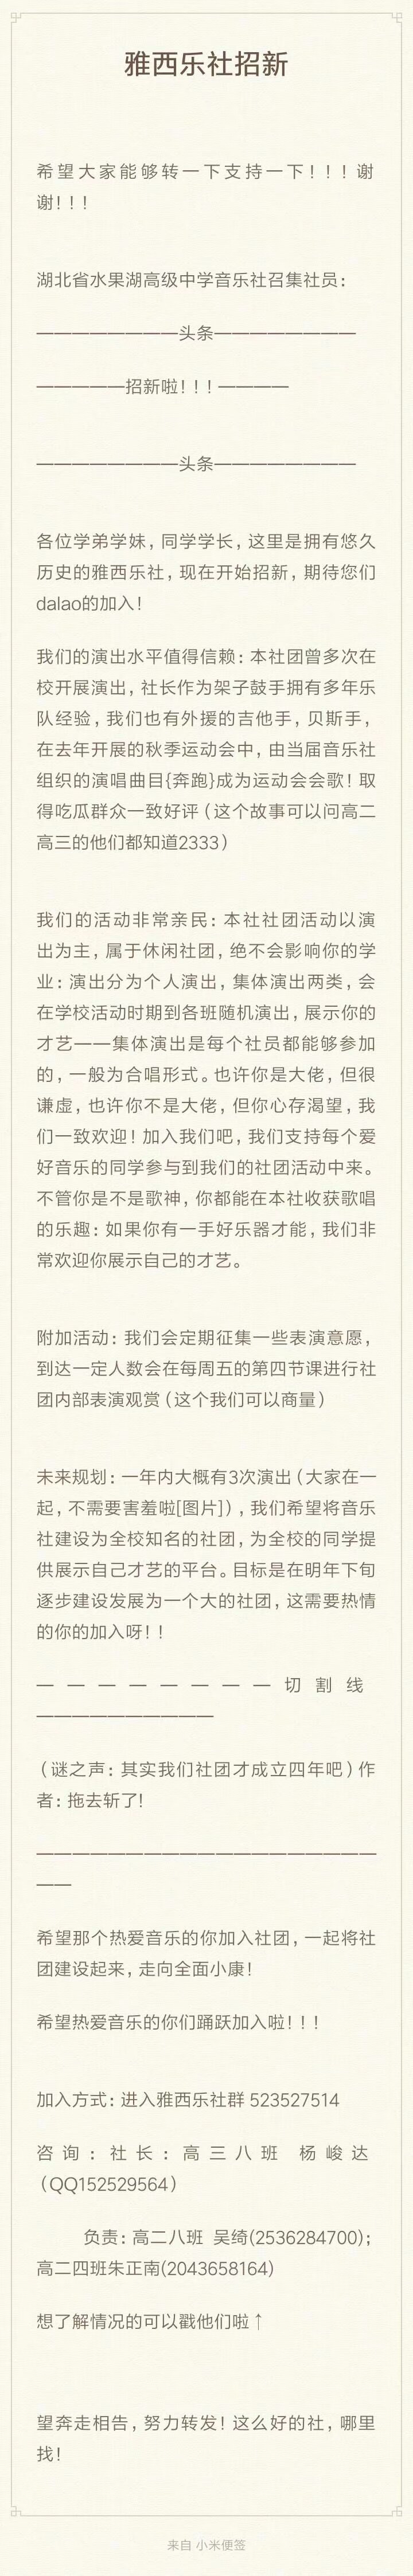 雅西乐社招新
希望大家能够转一下支持一下！！！谢
谢！！！
湖北省水果湖高级中学音乐社召集社员：
————————头条————————
—————招新啦！！！————
————————头条————————
各位学弟学妹，同学学长，这里是拥有悠久
历史的雅西乐社，现在开始招新，期待您们
dalao的加入！
我们的演出水平值得信赖：本社团曾多次在
校开展演出，社长作为架子鼓手拥有多年乐
队经验，我们也有外援的吉他手，贝斯手，
在去年开展的秋季运动会中，由当届音乐社
组织的演唱曲目{奔跑}成为运动会会歌！取
得吃瓜群众一致好评（这个故事可以问高二
高三的他们都知道2333）
我们的活动非常亲民：本社社团活动以演
出为主，属于休闲社团，绝不会影响你的学
业：演出分为个人演出，集体演出两类，会
在学校活动时期到各班随机演出，展示你的
才艺——集体演出是每个社员都能够参加
的，一般为合唱形式。也许你是大佬，但很
谦虚，也许你不是大佬，但你心存渴望，我
们一致欢迎！加入我们吧，我们支持每个爱
好音乐的同学参与到我们的社团活动中来。
不管你是不是歌神，你都能在本社收获歌唱
的乐趣：如果你有一手好乐器才能，我们非
常欢迎你展示自己的才艺。
附加活动：我们会定期征集一些表演意愿，
到达一定人数会在每周五的第四节课进行社
团内部表演观赏（这个我们可以商量）
未来规划：一年内大概有3次演出（大家在一
起，不需要害羞啦[图片]），我们希望将音乐
社建设为全校知名的社团，为全校的同学提
供展示自己才艺的平台。目标是在明年下旬
逐步建设发展为一个大的社团，这需要热情
的你的加入呀！！
— — — — — — — — 切 割 线
——————————
（谜之声：其实我们社团才成立四年吧）作
者：拖去斩了!
———————————————————
——
希望那个热爱音乐的你加入社团，一起将社
团建设起来，走向全面小康！
希望热爱音乐的你们踊跃加入啦！！！
加入方式：进入雅西乐社群 523527514
咨询：社长：高三八班 杨峻达
（QQ152529564）
负责：高二八班 吴绮(2536284700)；
高二四班朱正南(2043658164)
想了解情况的可以戳他们啦↑
望奔走相告，努力转发！这么好的社，哪里
找！
来自 小米便签